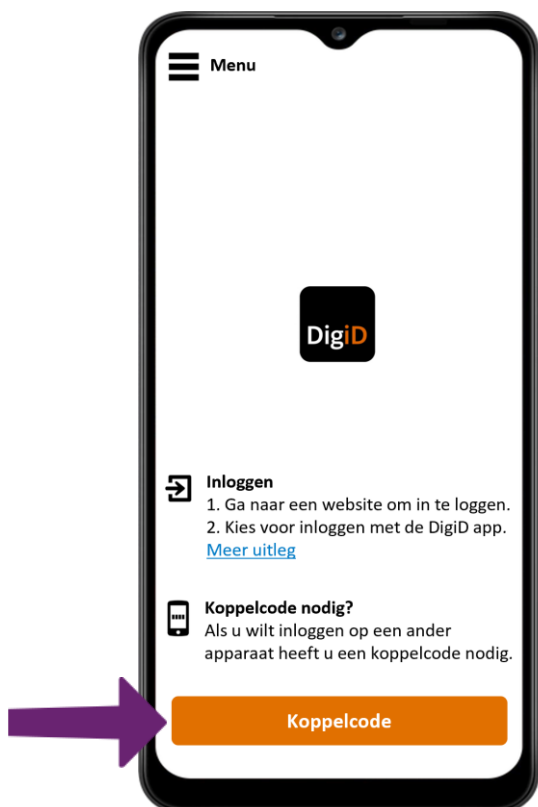 Menu
DigiD
Inloggen
1. Ga naar een website om in te loggen.
2. Kies voor inloggen met de DigiD app.
Meer uitleg
Koppelcode nodig?
Als u wilt inloggen op een ander
apparaat heeft u een koppelcode nodig.
Koppelcode